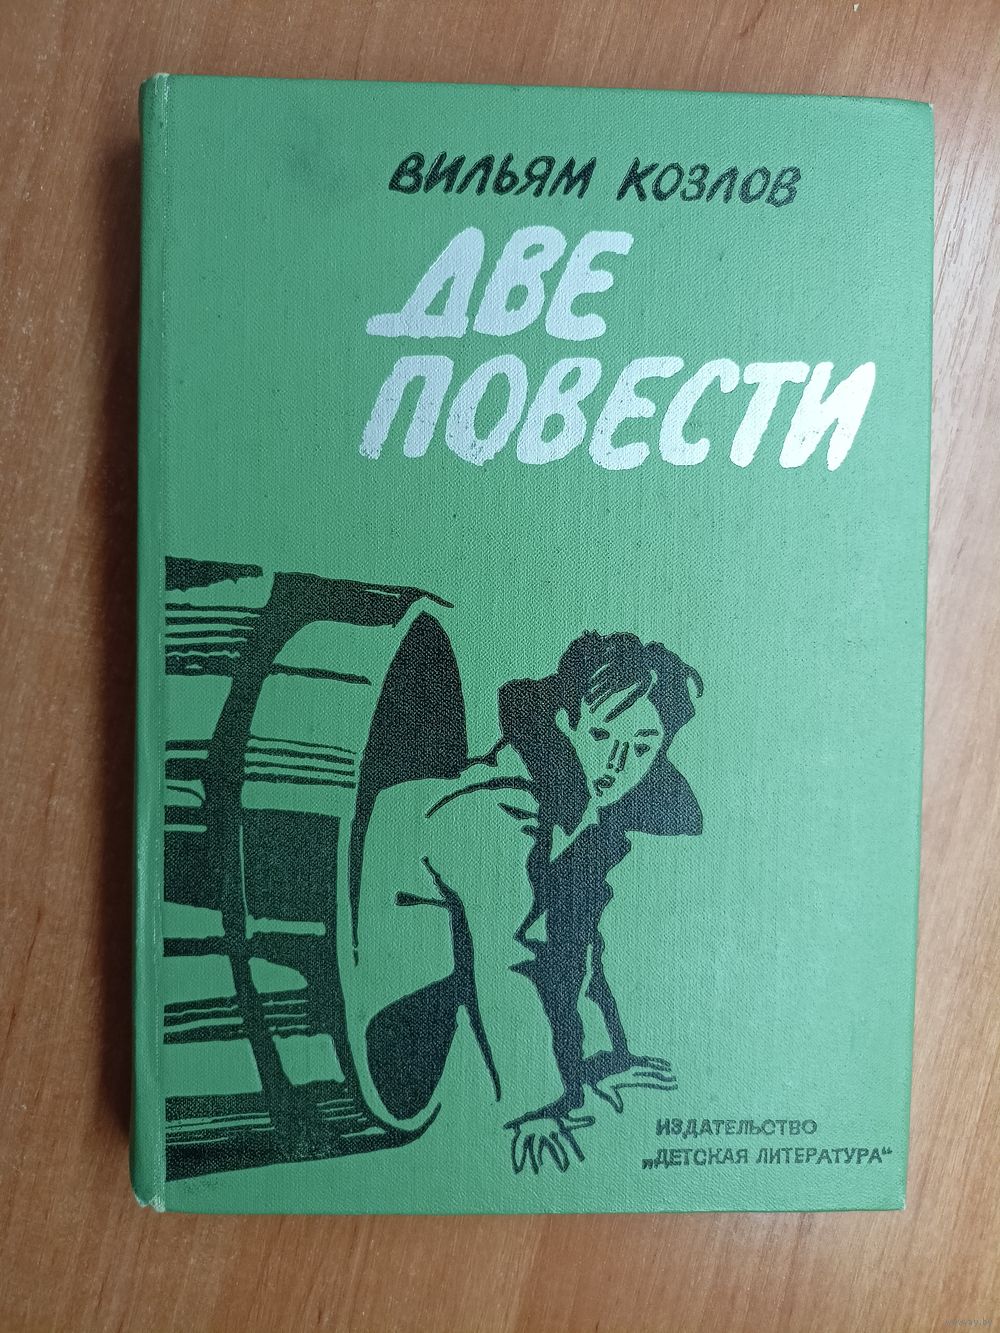 ВИЛЬЯМ КОЗЛОВ
ДВЕ
ПОВЕСТИ
ИЗДАТЕЛЬСТВО
„ДЕТСКАЯ ЛИТЕРАТУРА“